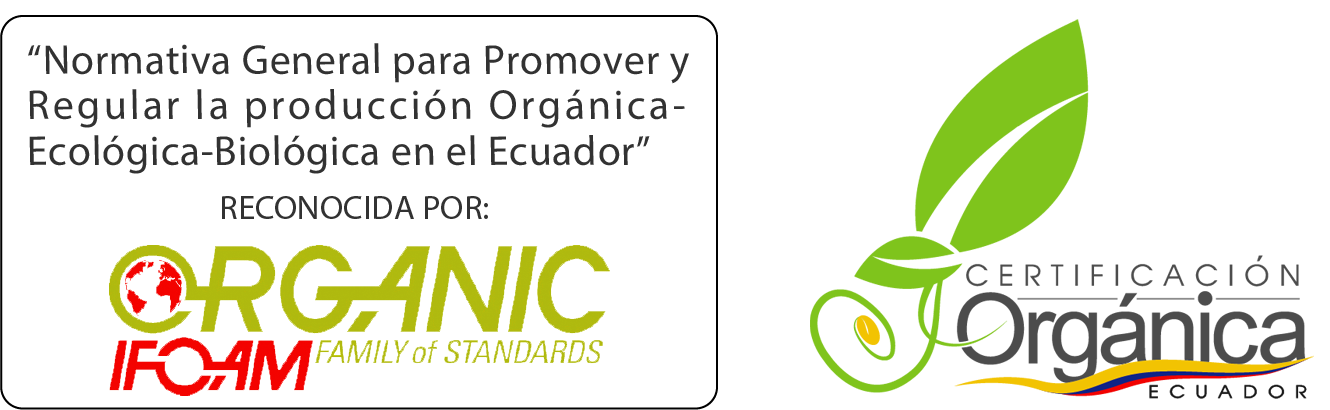 “Normativa General para Promover y
Regular la producción Orgánica-
Ecológica-Biológica en el Ecuador”
RECONOCIDA POR:
ORGANIC
IFOAM FAMILY of STANDARDS
CERTIFICACIÓN
Orgánica
ECUADOR